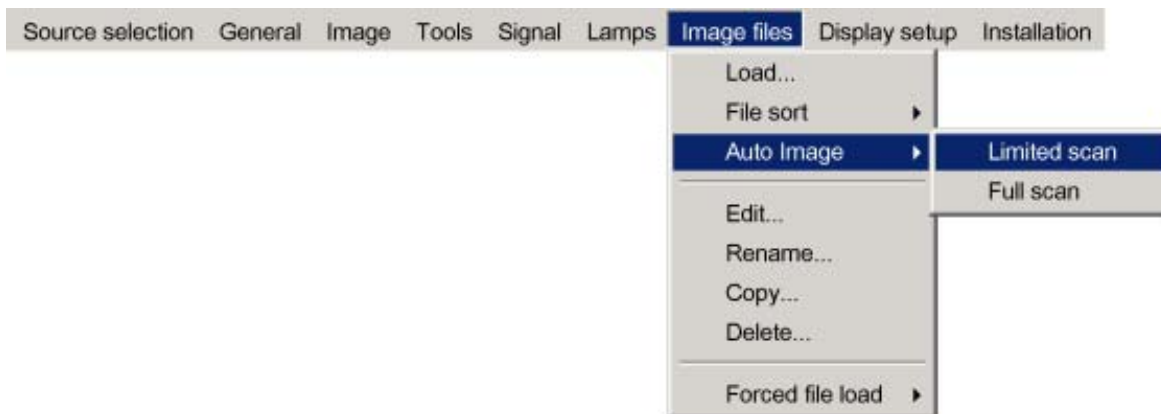 Source selection General Image Tools Signal Lamps Image files Display setup Installation
Load...
File sort
Auto Image Limited scan
Full scan
Edit...
Rename...
Copy...
Delete...
Forced file load